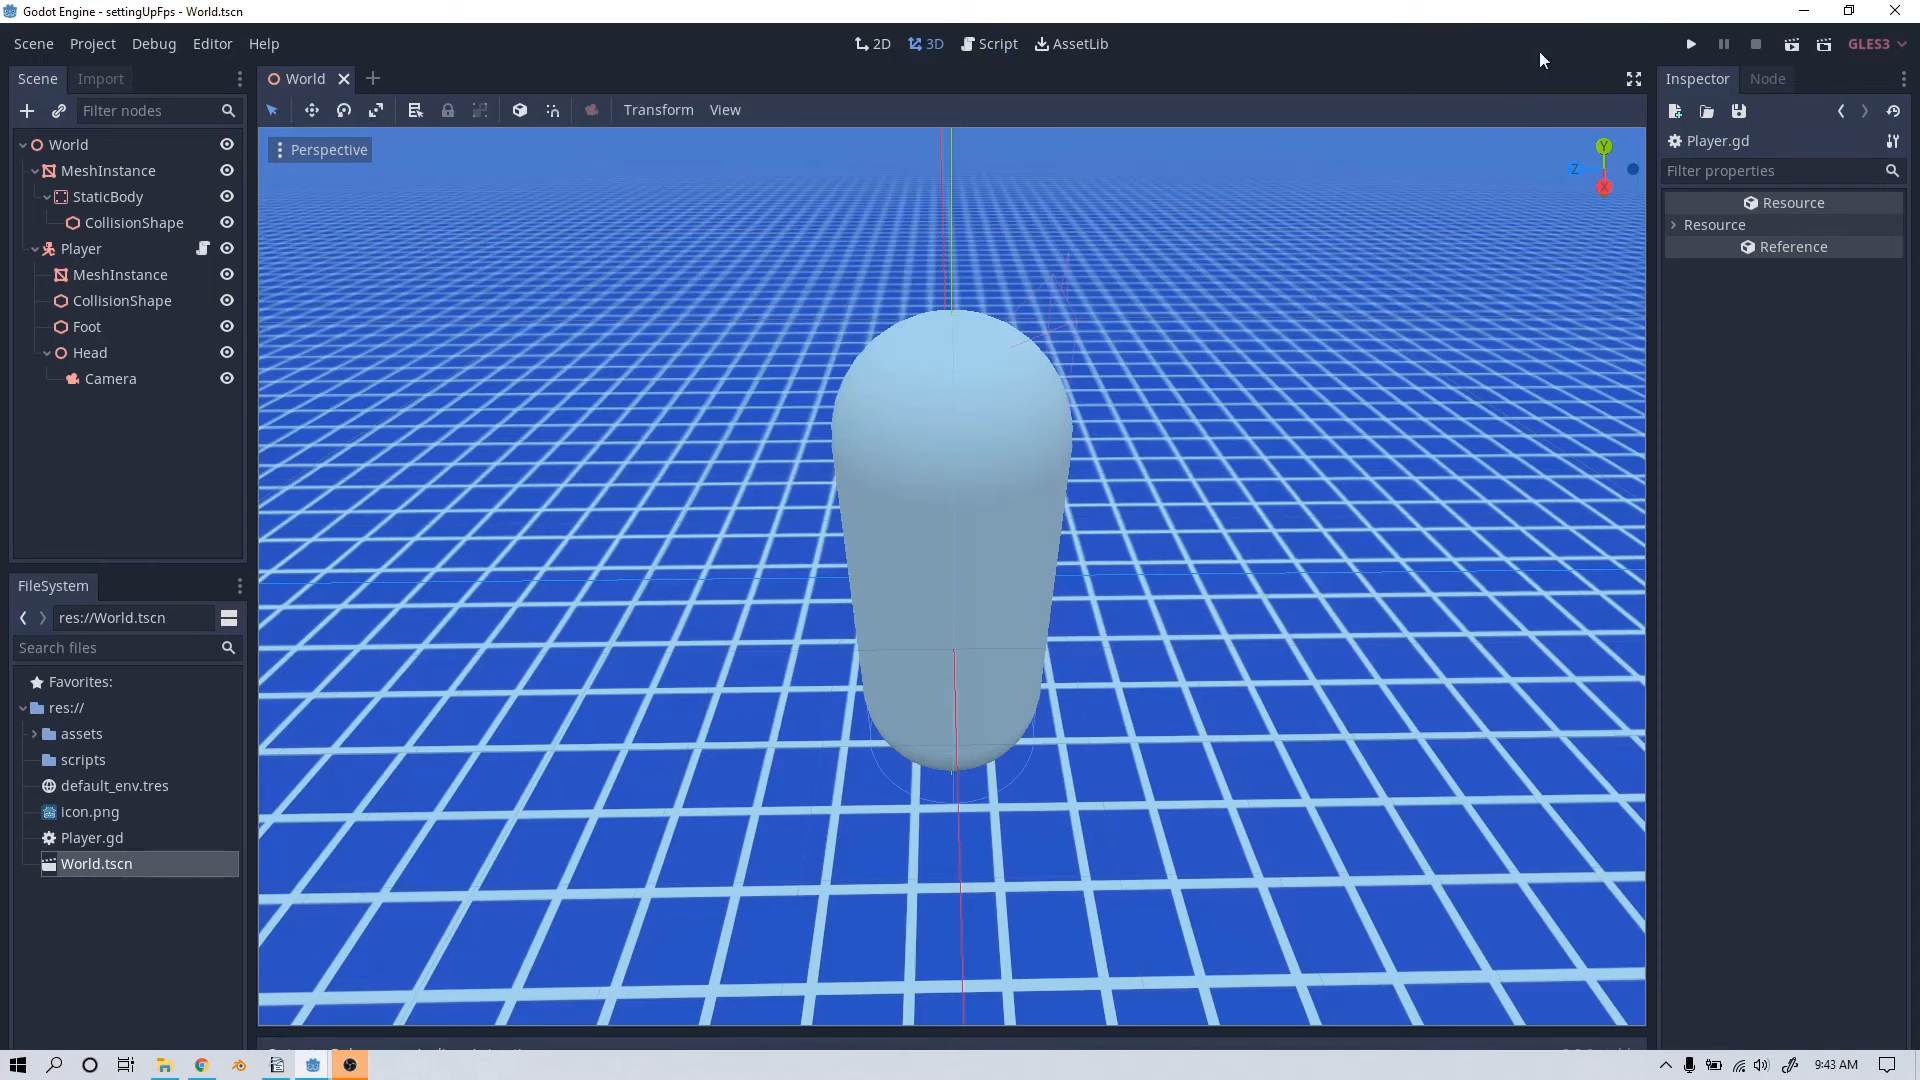 Godot Engine - settingUpFps - World.tscn
Scene Project Debug Editor Help
2D 3D Script AssetLib
GLES3
Scene Import
World
Inspector Node
Filter nodes
Transform View
Perspective
Y
Z
X
Player.gd
Filter properties
Resource
Resource
Reference
World
MeshInstance
StaticBody
CollisionShape
Player
MeshInstance
CollisionShape
Foot
Head
Camera
FileSystem
res://World.tscn
Search files
Favorites:
res://
assets
scripts
default_env.tres
icon.png
Player.gd
World.tscn
9:43 AM